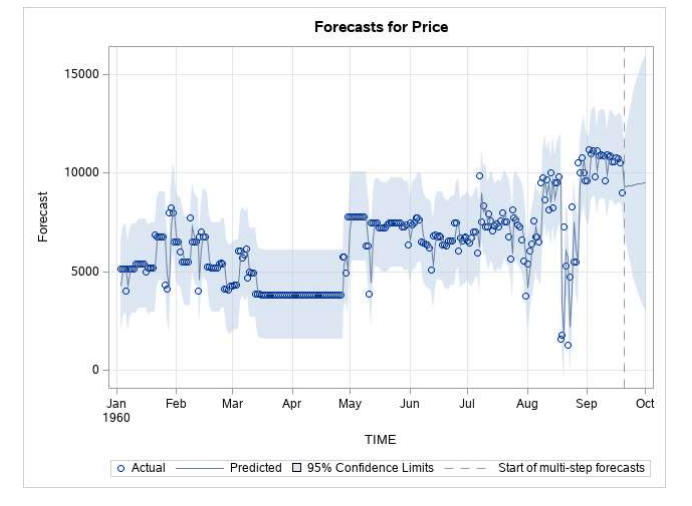 Forecasts for Price
15000
10000
5000
0
Forecast
Jan Feb Mar Apr May Jun Jul Aug Sep Oct
1960
TIME
Actual Predicted 95% Confidence Limits Start of multi-step forecasts